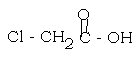 O
Cl - CH2 C - OH